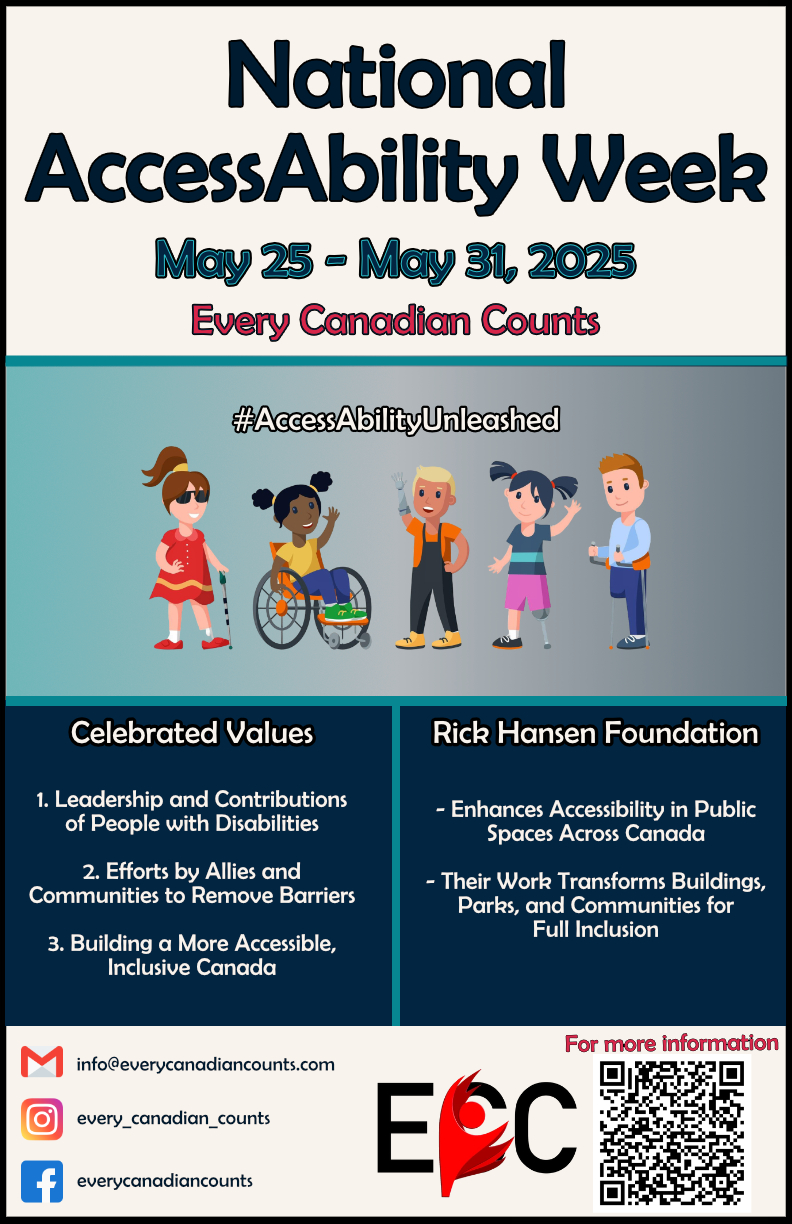 National
AccessAbility Week
May 25 - May 31, 2025
Every Canadian Counts
#AccessAbilityUnleashed
Celebrated Values
1. Leadership and Contributions
of People with Disabilities
2. Efforts by Allies and
Communities to Remove Barriers
3. Building a More Accessible,
Inclusive Canada
Rick Hansen Foundation
- Enhances Accessibility in Public
Spaces Across Canada
- Their Work Transforms Buildings,
Parks, and Communities for
Full Inclusion
info@everycanadiancounts.com
every_canadian_counts
everycanadiancounts
ECC
For more information